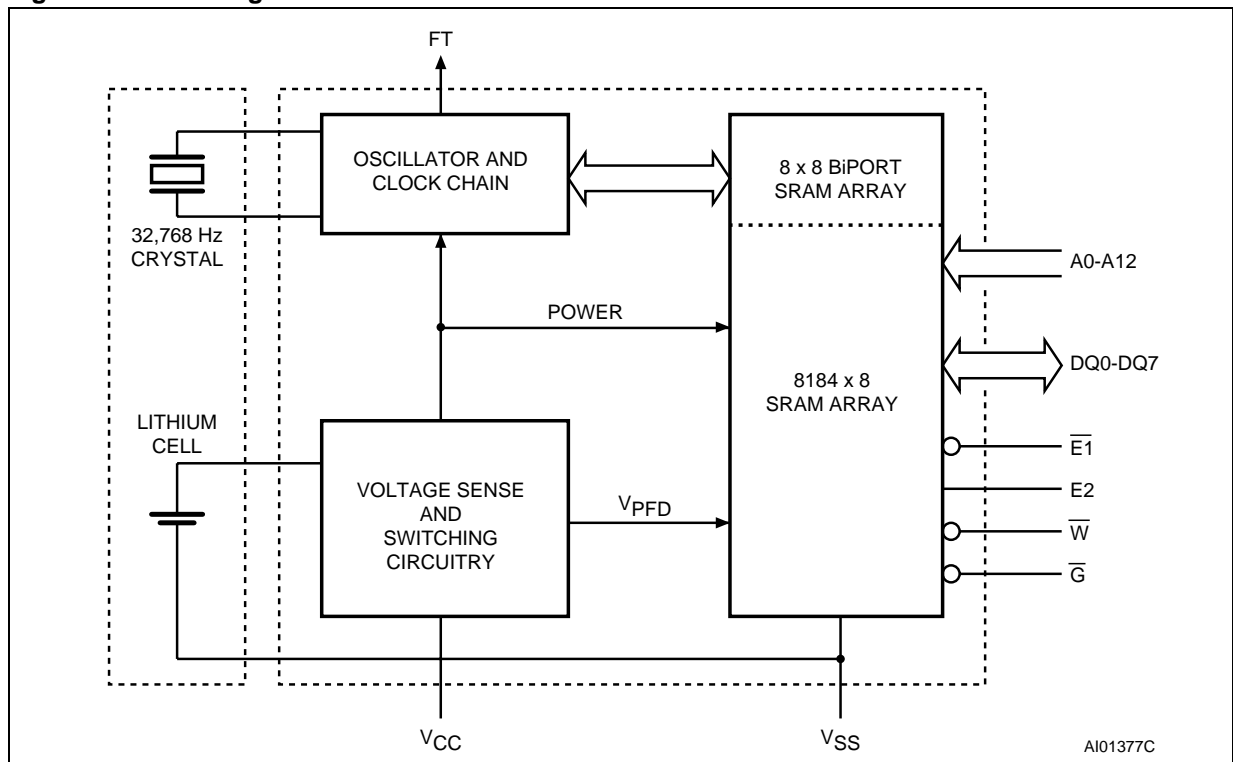 FT
OSCILLATOR AND
CLOCK CHAIN
8 x 8 BiPORT
SRAM ARRAY
32,768 Hz
CRYSTAL
A0-A12
POWER
DQ0-DQ7
8184 x 8
SRAM ARRAY
LITHIUM
CELL
E1
VOLTAGE SENSE
AND
SWITCHING
CIRCUITRY
VPFD
E2
W
G
VCC
VSS
AI01377C